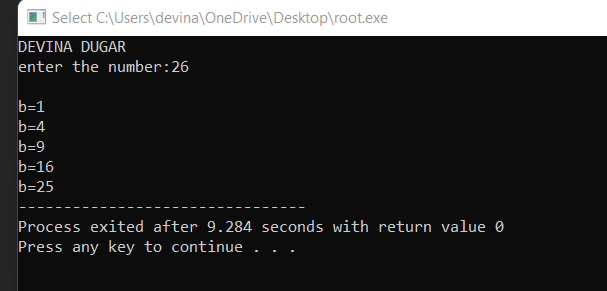 Select C:\Users\devina\OneDrive\Desktop\root.exe
DEVINA DUGAR
enter the number:26
b=1
b=4
b=9
b=16
b=25
--------------------------------
Process exited after 9.284 seconds with return value 0
Press any key to continue . . .